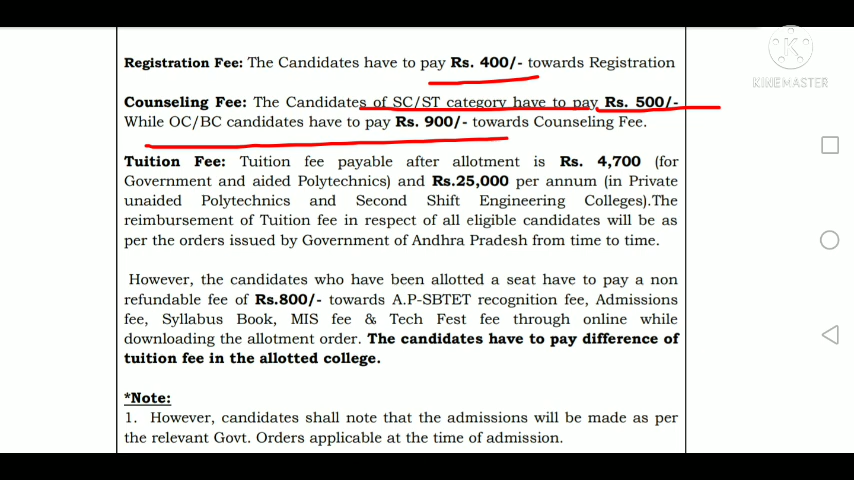 Registration Fee: The Candidates have to pay Rs. 400/- towards Registration
Counseling Fee: The Candidates of SC/ST category have to pay Rs. 500/-
While OC/BC candidates have to pay Rs. 900/- towards Counseling Fee.
Tuition Fee: Tuition fee payable after allotment is Rs. 4,700 (for
Government and aided Polytechnics) and Rs.25,000 per annum (in Private
unaided Polytechnics and Second Shift Engineering Colleges).The
reimbursement of Tuition fee in respect of all eligible candidates will be as
per the orders issued by Government of Andhra Pradesh from time to time.
However, the candidates who have been allotted a seat have to pay a non
refundable fee of Rs.800/- towards A.P-SBTET recognition fee, Admissions
fee, Syllabus Book, MIS fee & Tech Fest fee through online while
downloading the allotment order. The candidates have to pay difference of
tuition fee in the allotted college.
*Note:
1. However, candidates shall note that the admissions will be made as per
the relevant Govt. Orders applicable at the time of admission.
K
KINEMASTER